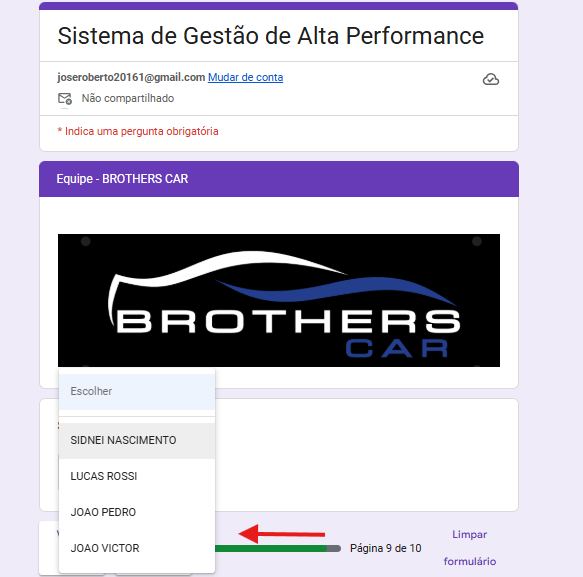 Sistema de Gestão de Alta Performance
joseroberto20161@gmail.com Mudar de conta
Não compartilhado
* Indica uma pergunta obrigatória
Equipe - BROTHERS CAR
BROTHERS
CAR
Escolher
SIDNEI NASCIMENTO
LUCAS ROSSI
JOAO PEDRO
JOAO VICTOR
Página 9 de 10
Limpar
formulário